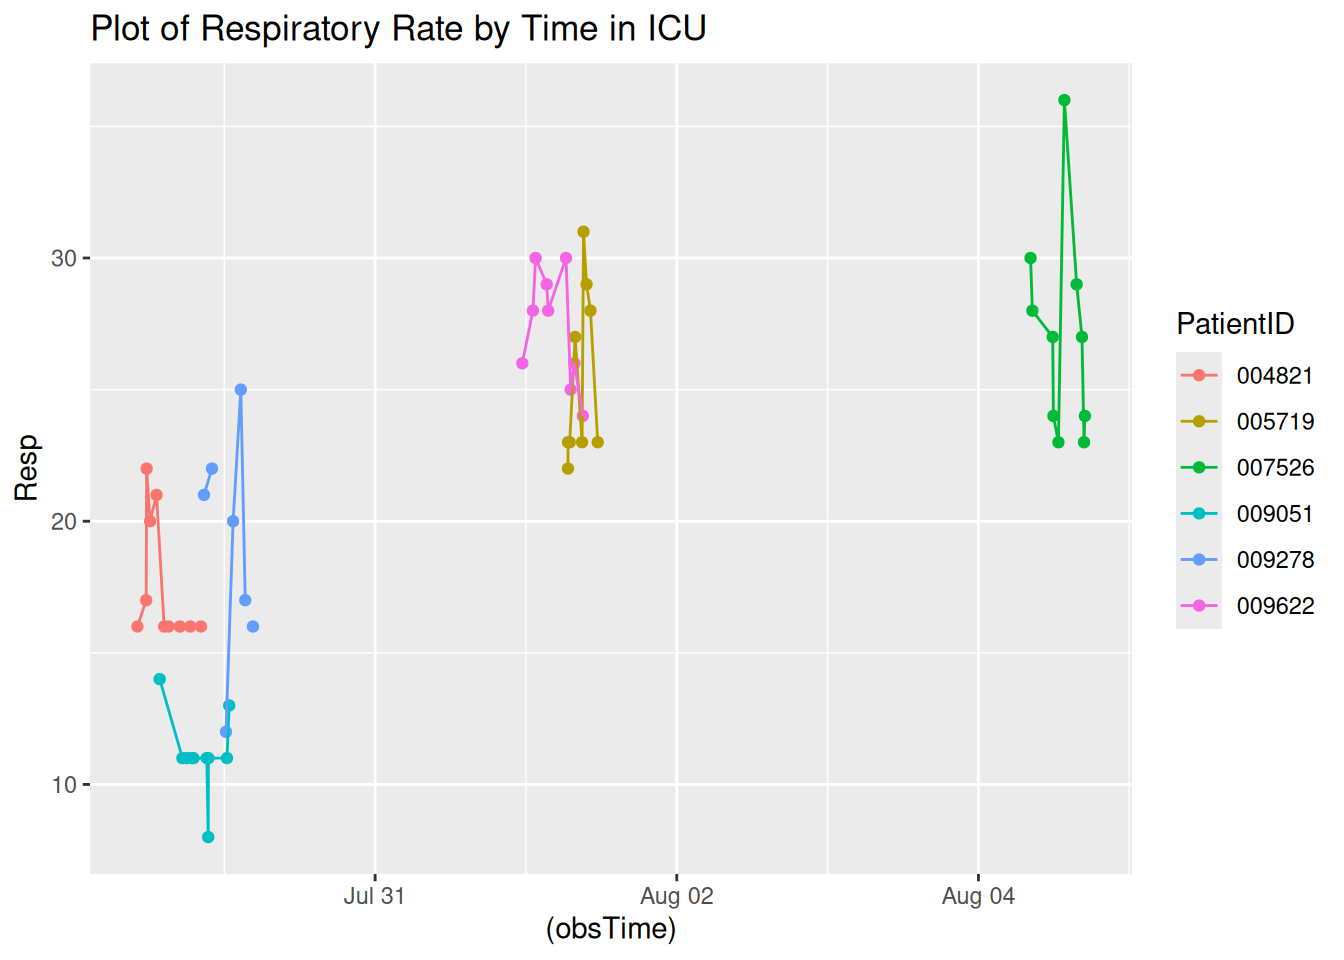 Plot of Respiratory Rate by Time in ICU
30
20
10
Resp
Jul 31
Aug 02
Aug 04
(obsTime)
PatientID
004821
005719
007526
009051
009278
009622